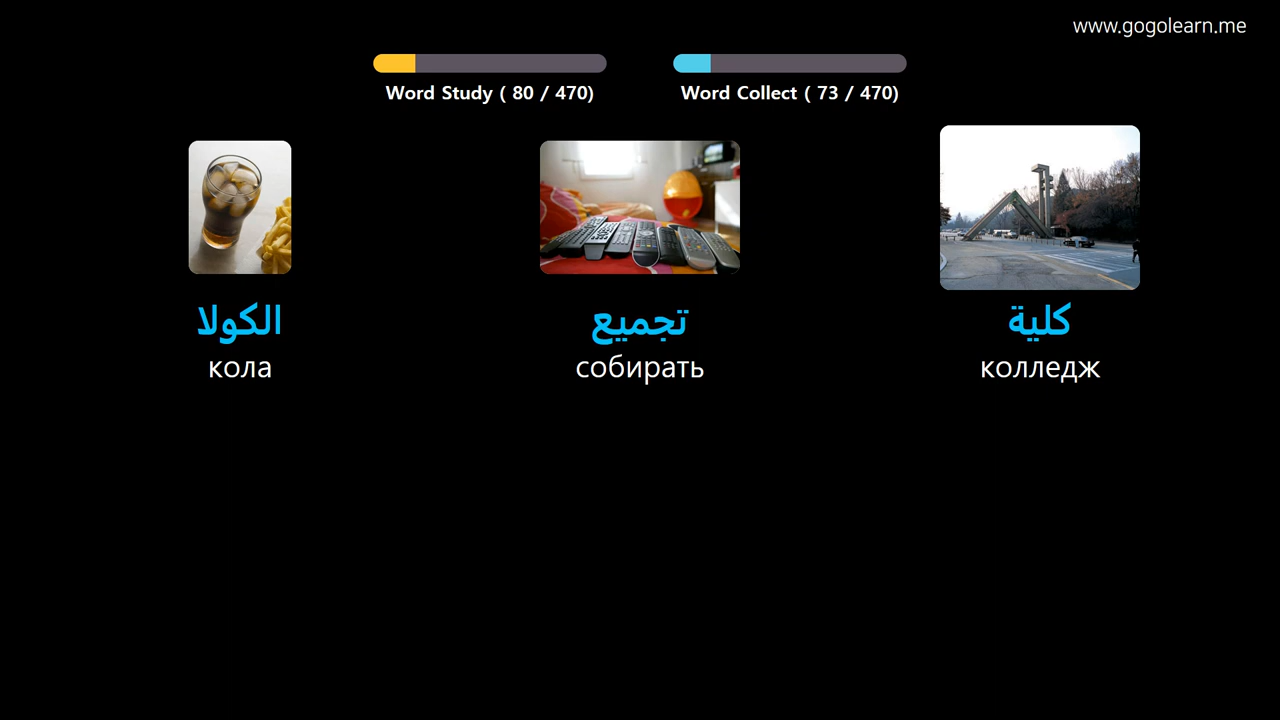 www.gogolearn.me
Word Study ( 80 / 470)
Word Collect ( 73 / 470)
الكولا
кола
تجميع
собирать
كلية
колледж